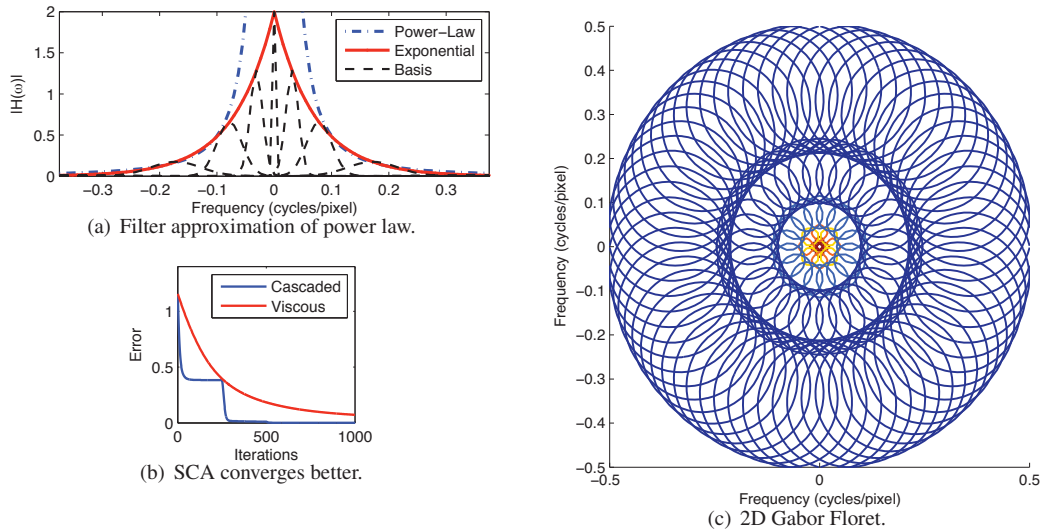 2
1.5
1
0.5
0
|H(ω)|
Power−Law
Exponential
Basis
−0.3
−0.2
−0.1
0
0.1
0.2
0.3
Frequency (cycles/pixel)
(a) Filter approximation of power law.
1
0.5
0
Error
Cascaded
Viscous
0
500
1000
Iterations
(b) SCA converges better.
0.5
0.4
0.3
0.2
0.1
0
−0.1
−0.2
−0.3
−0.4
−0.5
Frequency (cycles/pixel)
−0.5
0
0.5
Frequency (cycles/pixel)
(c) 2D Gabor Floret.